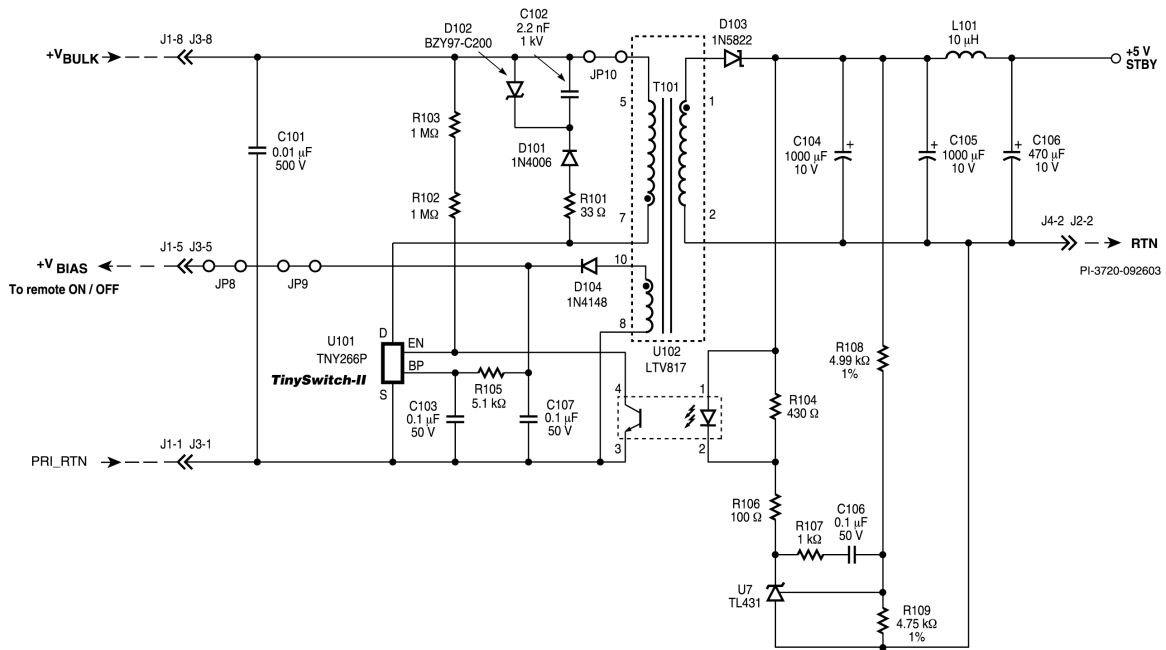 +VBULK
J1-8 J3-8
D102
BZY97-C200
C102
2.2 nF
1 kV
JP10
D103
1N5822
L101
10 µH
+5 V
STBY
T101
5
1
C101
0.01 µF
500 V
R103
1 MΩ
D101
1N4006
C104
1000 µF
10 V
C105
1000 µF
10 V
C106
470 µF
10 V
R102
1 MΩ
R101
33 Ω
7
2
J4-2 J2-2
RTN
PI-3720-092603
J1-5 J3-5
+V BIAS
To remote ON / OFF
JP8
JP9
10
D104
1N4148
8
U101
TNY266P
TinySwitch-II
D
EN
BP
S
U102
LTV817
R105
5.1 kΩ
C103
0.1 µF
50 V
C107
0.1 µF
50 V
4
1
3
2
R104
430 Ω
R108
4.99 kΩ
1%
PRI_RTN
J1-1 J3-1
R106
100 Ω
R107
1 kΩ
C106
0.1 µF
50 V
U7
TL431
R109
4.75 kΩ
1%
+
+
+